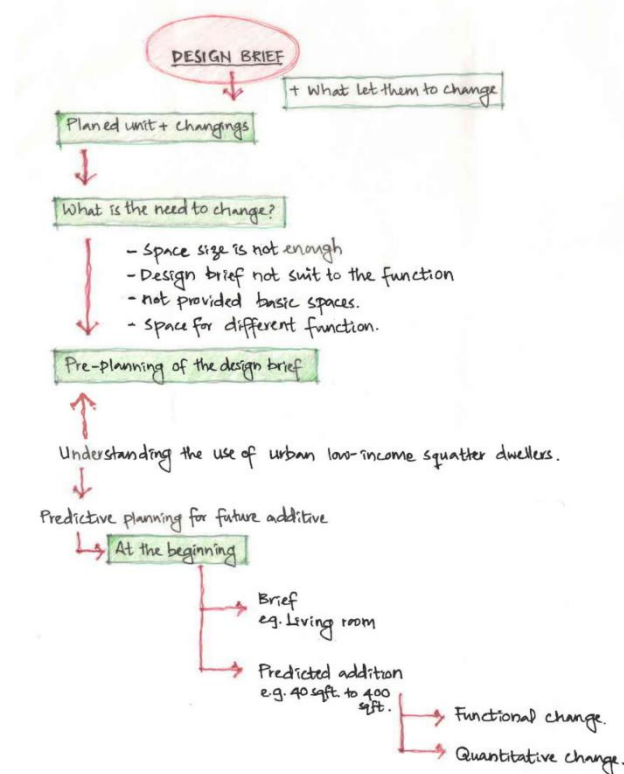 DESIGN BRIEF
+ What let them to change
Planed unit + changings
What is the need to change?
- Space size is not enough
- Design brief not suit to the function
- not provided basic spaces.
- Space for different function.
Pre-planning of the design brief
Understanding the use of urban low-income squatter dwellers.
Predictive planning for future additive
At the beginning
Brief
eg. Living room
Predicted addition
e.g. 40 sqft. to 400
sqft.
Functional change.
Quantitative change.